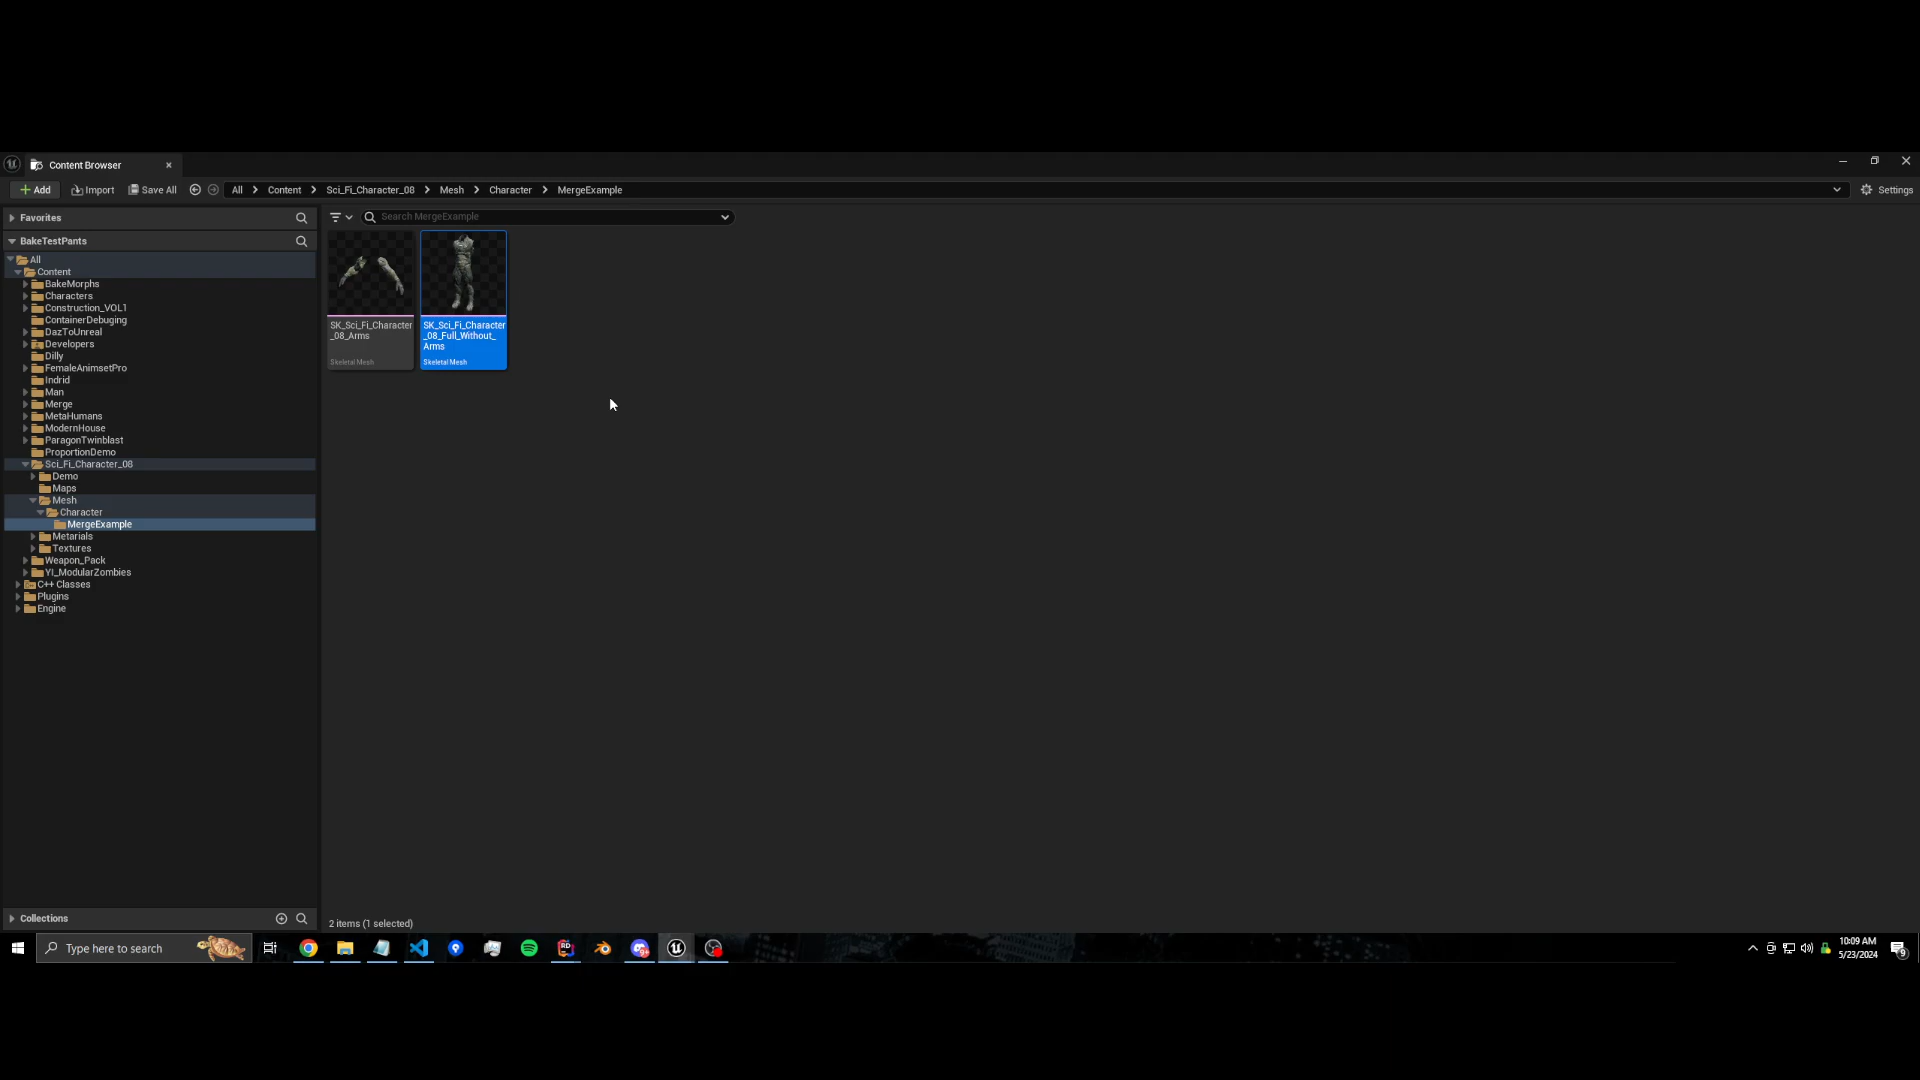 Content Browser
Add
Import
Save All
All
Content
Sci_Fi_Character_08
Mesh
Character
MergeExample
Settings
Favorites
Search MergeExample
BakeTestPants
All
Content
BakeMorphs
Characters
Construction_VOL1
ContainerDebuging
DazToUnreal
Developers
Dilly
FemaleAnimsetPro
Indrid
Man
Merge
MetaHumans
ModernHouse
ParagonTwinblast
ProportionDemo
Sci_Fi_Character_08
Demo
Maps
Mesh
Character
MergeExample
Metarials
Textures
Weapon_Pack
YI_ModularZombies
C++ Classes
Plugins
Engine
SK_Sci_Fi_Character
_08_Arms
Skeletal Mesh
SK_Sci_Fi_Character
_08_Full_Without_
Arms
Skeletal Mesh
Collections
2 items (1 selected)
Type here to search
RD
10:09 AM
5/23/2024
9